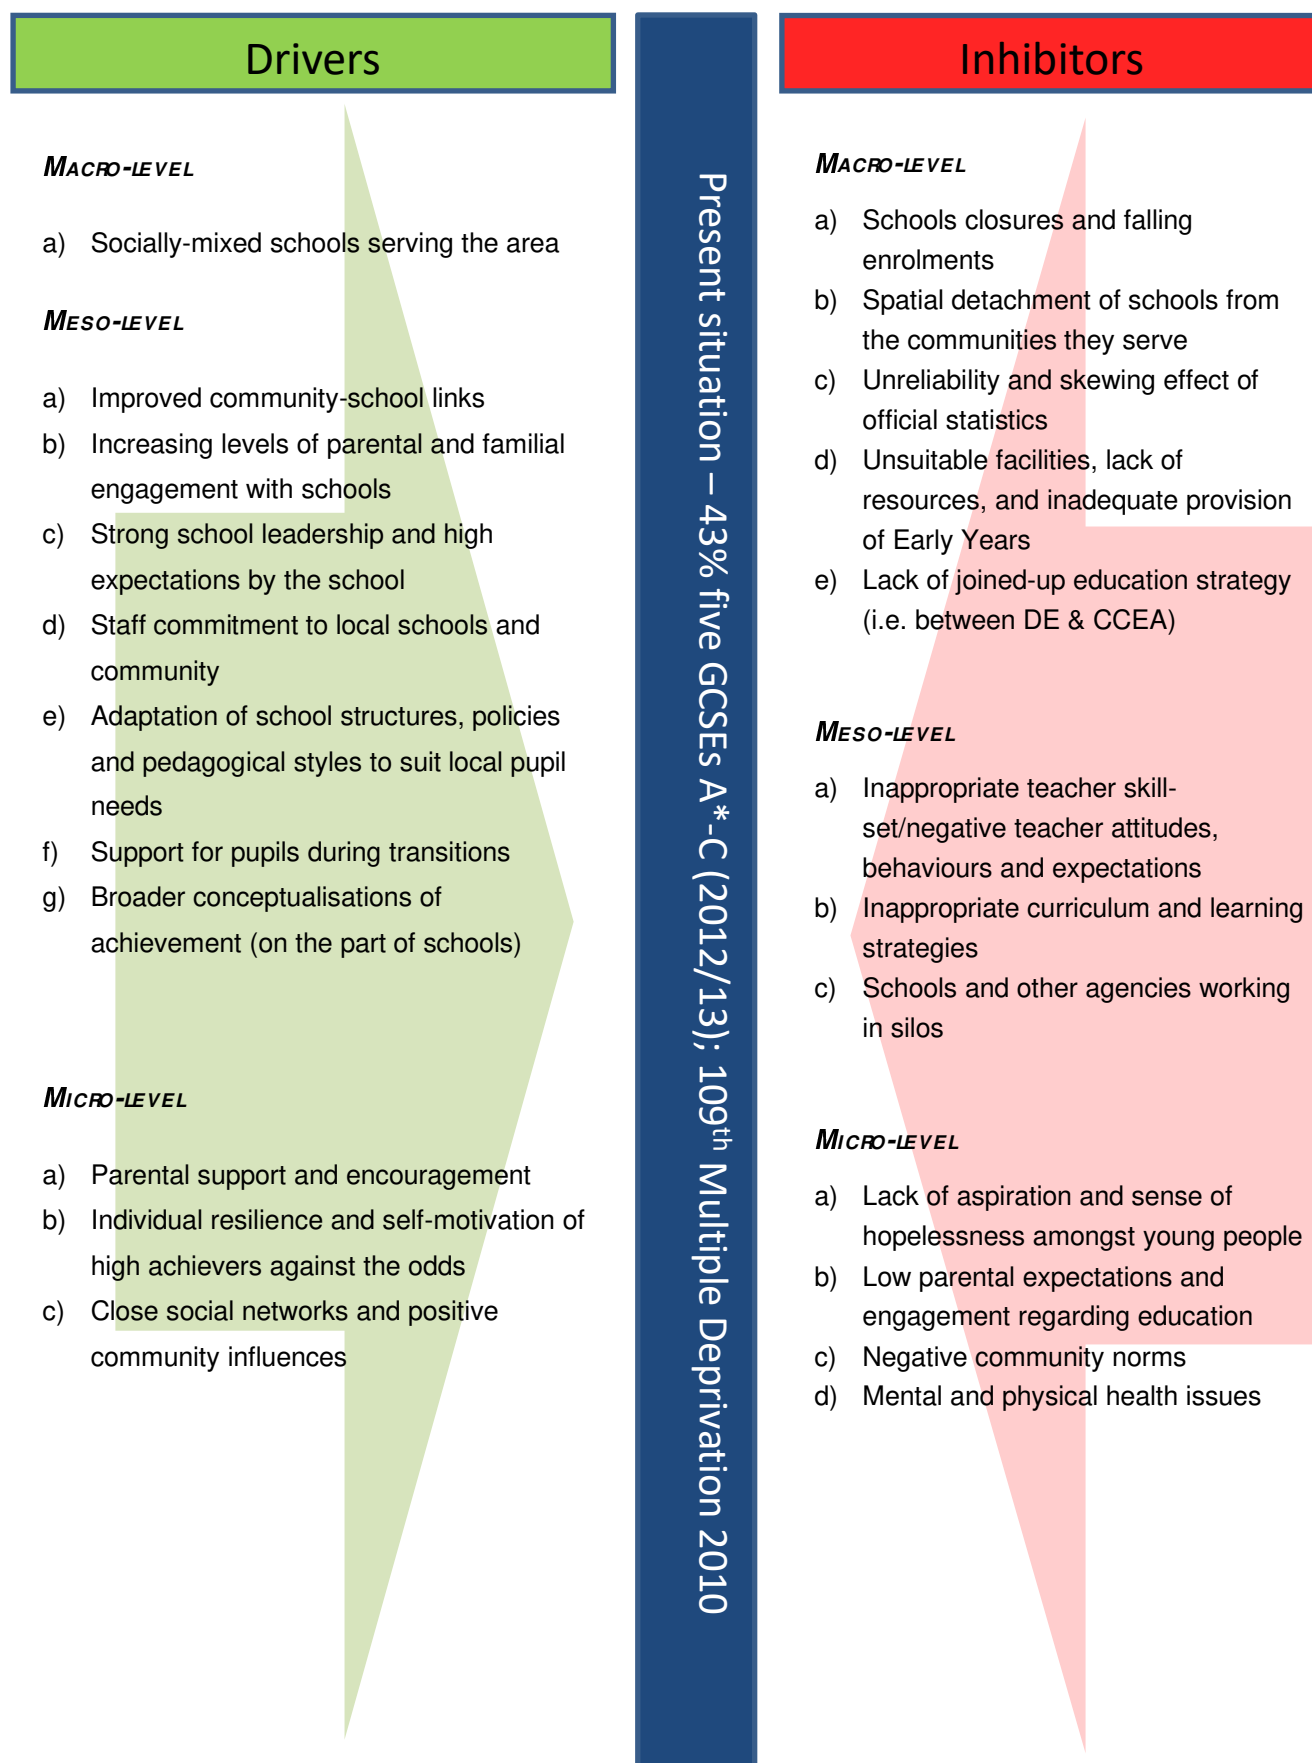 Drivers
MACRO-LEVEL
a) Socially-mixed schools serving the area
MESO-LEVEL
a) Improved community-school links
b) Increasing levels of parental and familial
engagement with schools
c) Strong school leadership and high
expectations by the school
d) Staff commitment to local schools and
community
e) Adaptation of school structures, policies
and pedagogical styles to suit local pupil
needs
f) Support for pupils during transitions
g) Broader conceptualisations of
achievement (on the part of schools)
MICRO-LEVEL
a) Parental support and encouragement
b) Individual resilience and self-motivation of
high achievers against the odds
c) Close social networks and positive
community influences
Present situation – 43% five GCSEs A*-C (2012/13); 109th Multiple Deprivation 2010
Inhibitors
MACRO-LEVEL
a) Schools closures and falling
enrolments
b) Spatial detachment of schools from
the communities they serve
c) Unreliability and skewing effect of
official statistics
d) Unsuitable facilities, lack of
resources, and inadequate provision
of Early Years
e) Lack of joined-up education strategy
(i.e. between DE & CCEA)
MESO-LEVEL
a) Inappropriate teacher skill-
set/negative teacher attitudes,
behaviours and expectations
b) Inappropriate curriculum and learning
strategies
c) Schools and other agencies working
in silos
MICRO-LEVEL
a) Lack of aspiration and sense of
hopelessness amongst young people
b) Low parental expectations and
engagement regarding education
c) Negative community norms
d) Mental and physical health issues